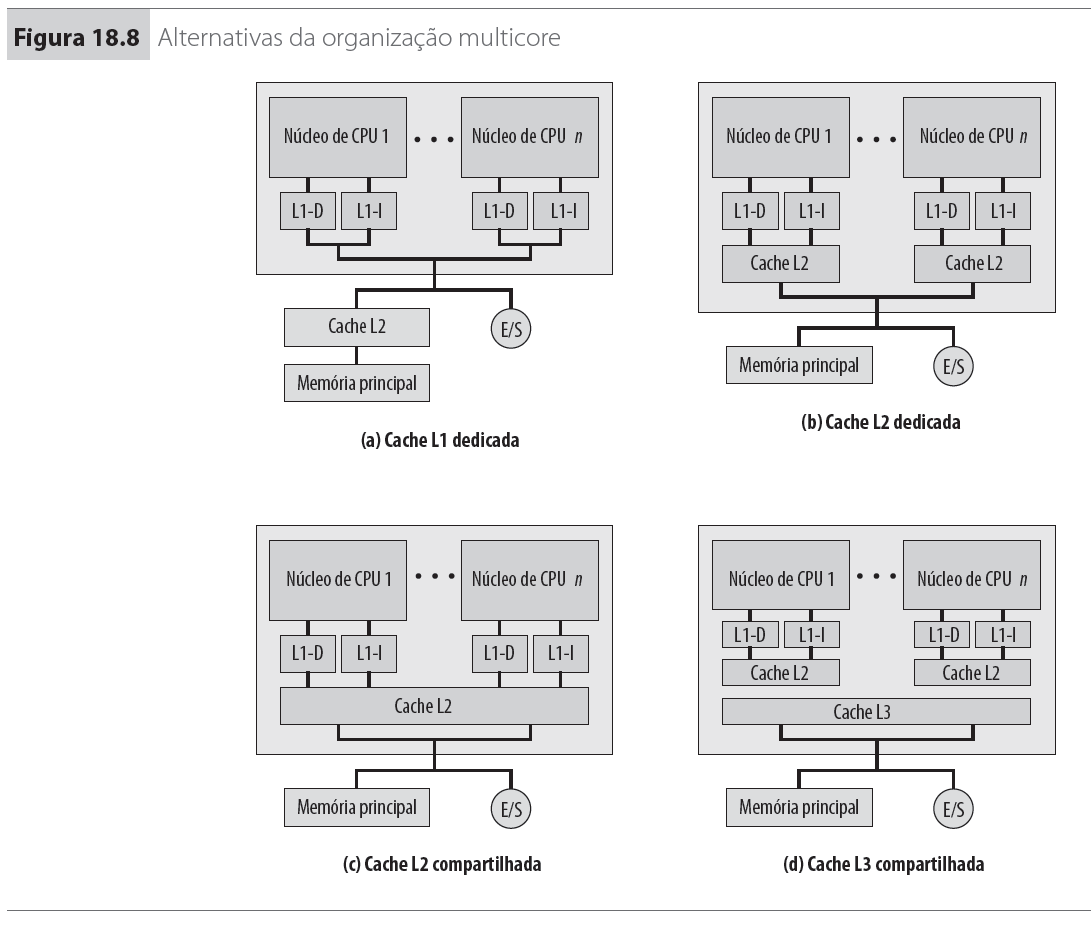 Figura 18.8 Alternativas da organização multicore
Núcleo de CPU 1 • • • Núcleo de CPU n
L1-D L1-I L1-D L1-I
Cache L2 E/S
Memória principal
(a) Cache L1 dedicada
Núcleo de CPU 1 • • • Núcleo de CPU n
L1-D L1-I L1-D L1-I
Cache L2 Cache L2
Memória principal E/S
(b) Cache L2 dedicada
Núcleo de CPU 1 • • • Núcleo de CPU n
L1-D L1-I L1-D L1-I
Cache L2
Memória principal E/S
(c) Cache L2 compartilhada
Núcleo de CPU 1 • • • Núcleo de CPU n
L1-D L1-I L1-D L1-I
Cache L2 Cache L2
Cache L3
Memória principal E/S
(d) Cache L3 compartilhada